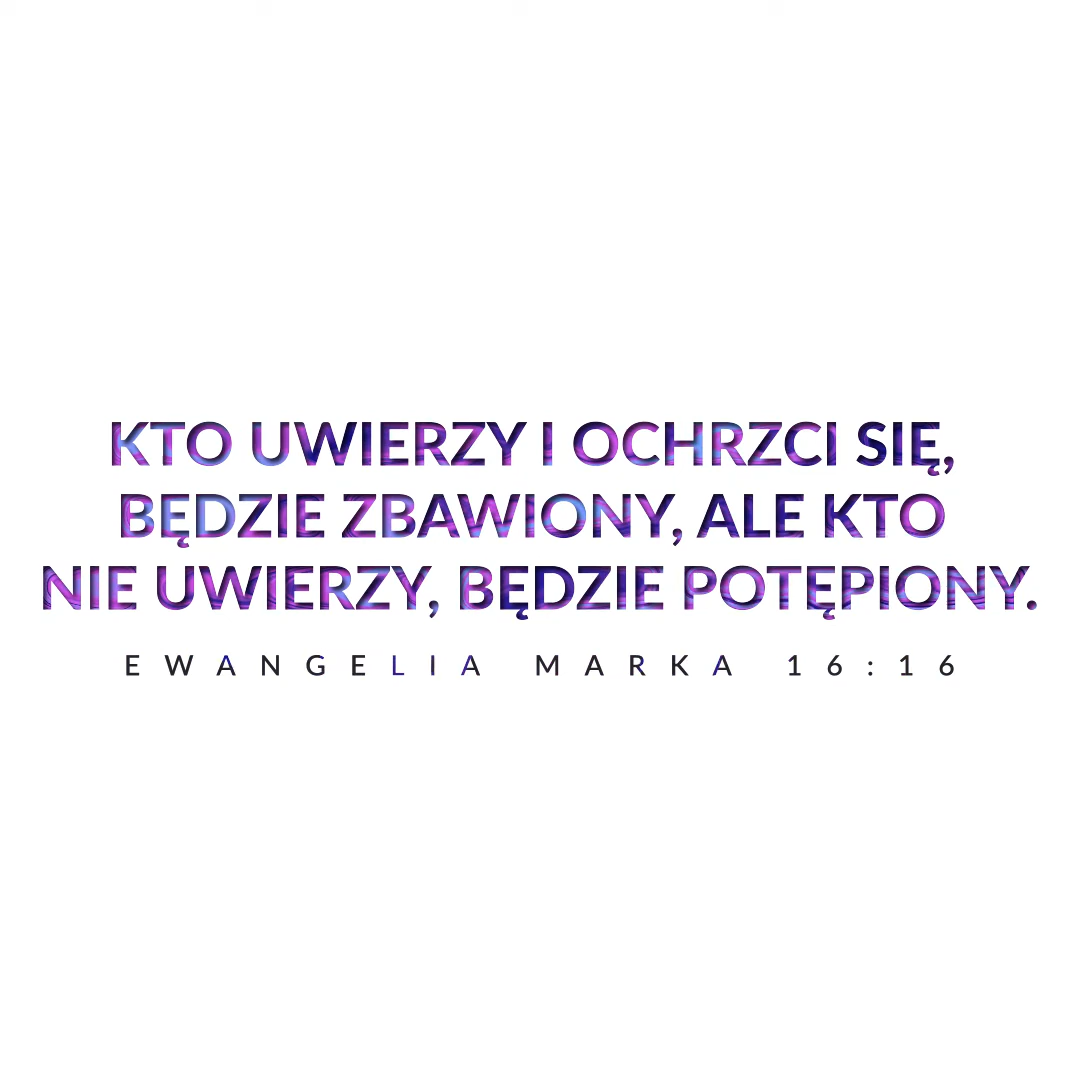 KTO UWIERZY I OCHRZCI SIĘ,
BĘDZIE ZBAWIONY, ALE KTO
NIE UWIERZY, BĘDZIE POTĘPIONY.
EWANGELIA MARKA 16:16